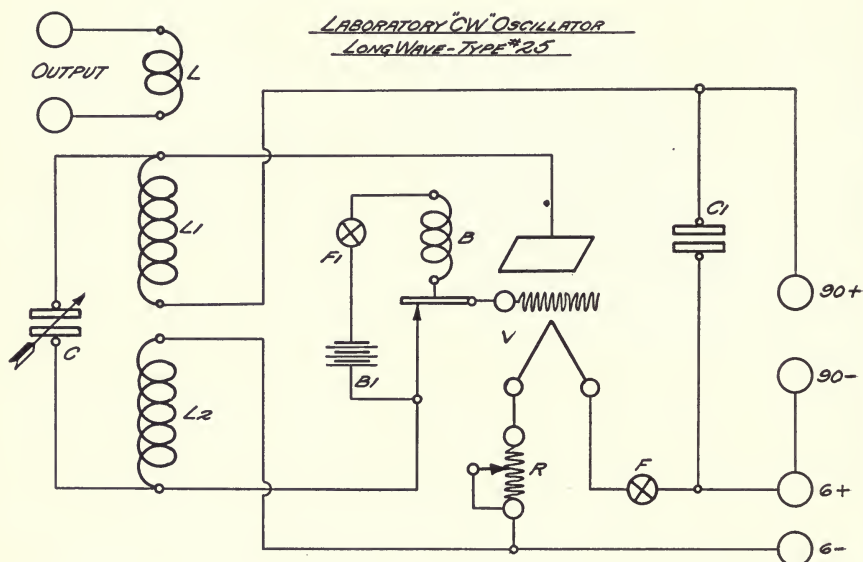 LABORATORY "CW" OSCILLATOR
LONG WAVE - TYPE #25
OUTPUT
L
L1
F1
B
C1
90+
V
C
B1
90-
L2
R
F
6+
6-